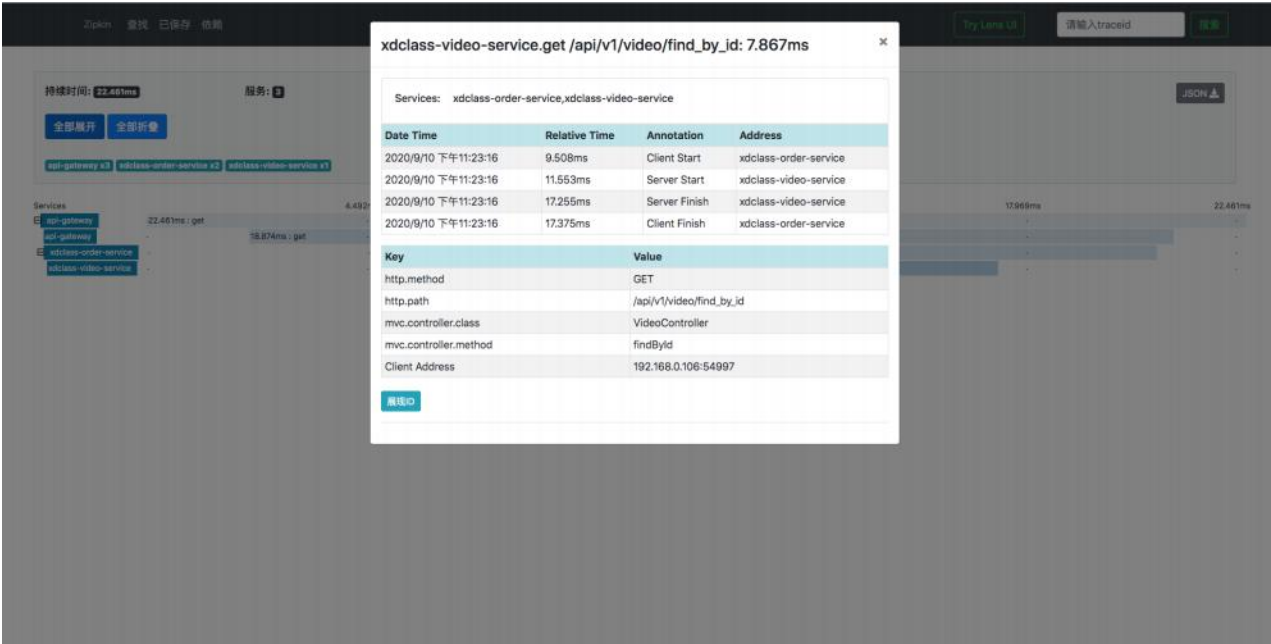 Zipkin 查找 已保存 依赖 Try Lens UI 请输入traceid 搜索
xdclass-video-service.get /api/v1/video/find_by_id: 7.867ms ×
持续时间: 22.461ms 服务: 3 JSON
Services: xdclass-order-service,xdclass-video-service
全部展开 全部折叠
Date Time Relative Time Annotation Address
2020/9/10 下午11:23:16 9.508ms Client Start xdclass-order-service
api-gateway x3 xdclass-order-service x2 xdclass-video-service x1
2020/9/10 下午11:23:16 11.553ms Server Start xdclass-video-service
2020/9/10 下午11:23:16 17.255ms Server Finish xdclass-video-service
Services 17.969ms 22.461ms
2020/9/10 下午11:23:16 17.375ms Client Finish xdclass-order-service
api-gateway 22.461ms : get
api-gateway 18.874ms : get
xdclass-order-service
xdclass-video-service
Key Value
http.method GET
http.path /api/v1/video/find_by_id
mvc.controller.class VideoController
mvc.controller.method findById
Client Address 192.168.0.106:54997
展现ID